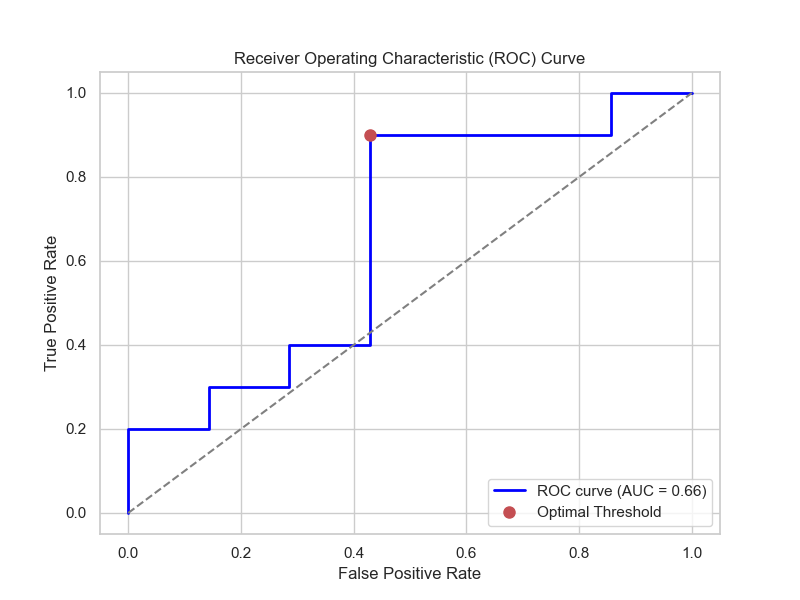 Receiver Operating Characteristic (ROC) Curve
1.0
0.8
0.6
0.4
0.2
0.0
True Positive Rate
0.0 0.2 0.4 0.6 0.8 1.0
False Positive Rate
ROC curve (AUC = 0.66)
Optimal Threshold